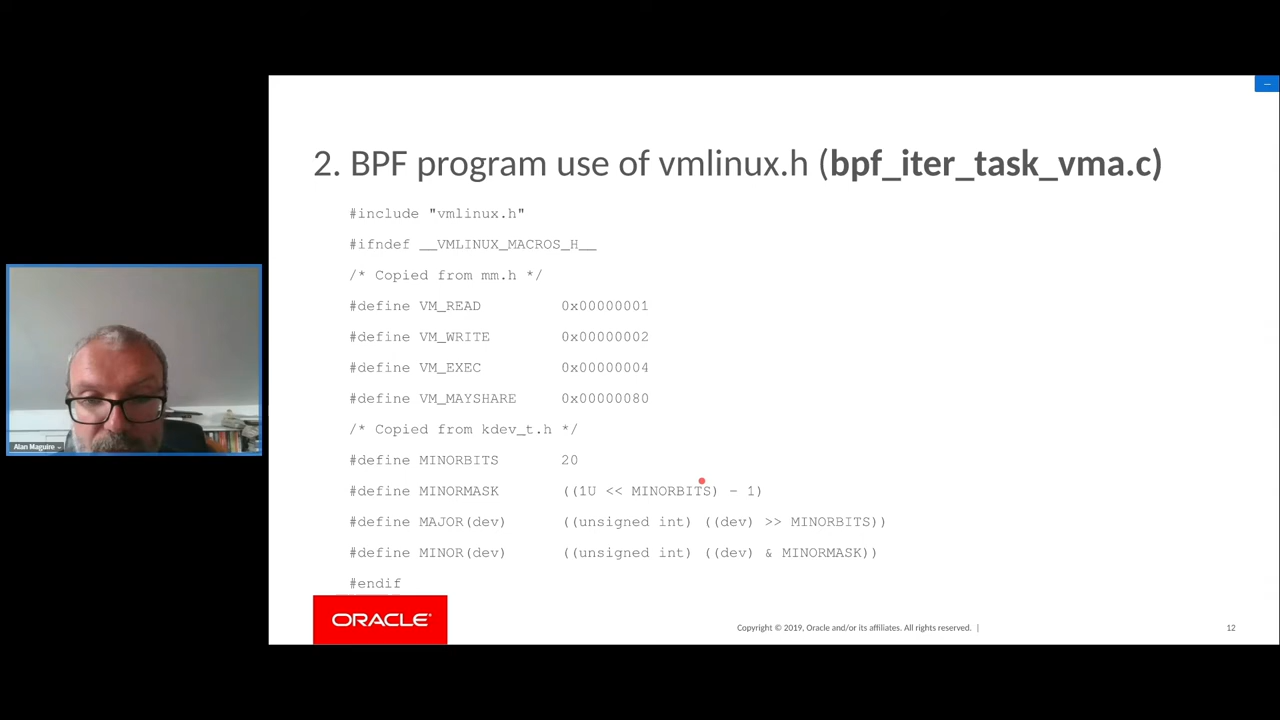 2. BPF program use of vmlinux.h (bpf_iter_task_vma.c)
#include "vmlinux.h"
#ifndef __VMLINUX_MACROS_H__
/* Copied from mm.h */
#define VM_READ 0x00000001
#define VM_WRITE 0x00000002
#define VM_EXEC 0x00000004
#define VM_MAYSHARE 0x00000080
/* Copied from kdev_t.h */
#define MINORBITS 20
#define MINORMASK ((1U << MINORBITS) - 1)
#define MAJOR(dev) ((unsigned int) ((dev) >> MINORBITS))
#define MINOR(dev) ((unsigned int) ((dev) & MINORMASK))
#endif
Alan Maguire
ORACLE®
Copyright © 2019, Oracle and/or its affiliates. All rights reserved. |
12